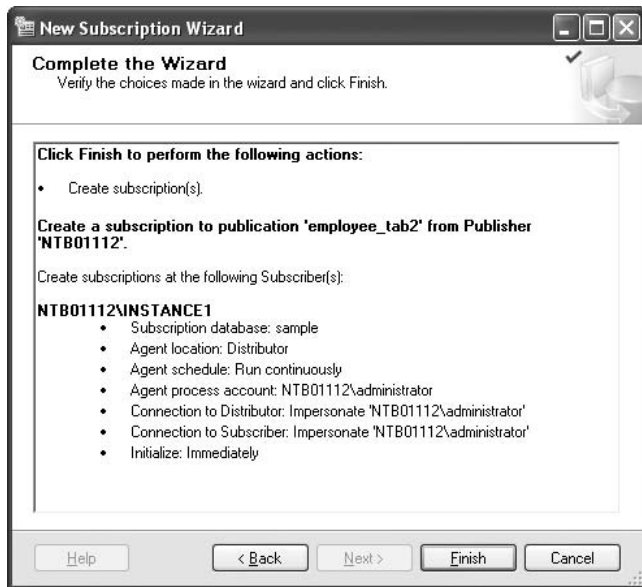 New Subscription Wizard
Complete the Wizard
Verify the choices made in the wizard and click Finish.
Click Finish to perform the following actions:
• Create subscription(s).
Create a subscription to publication 'employee_tab2' from Publisher
'NTB01112'.
Create subscriptions at the following Subscriber(s):
NTB01112\INSTANCE1
• Subscription database: sample
• Agent location: Distributor
• Agent schedule: Run continuously
• Agent process account: NTB01112\administrator
• Connection to Distributor: Impersonate 'NTB01112\administrator'
• Connection to Subscriber: Impersonate 'NTB01112\administrator'
• Initialize: Immediately
Help < Back Next > Finish Cancel